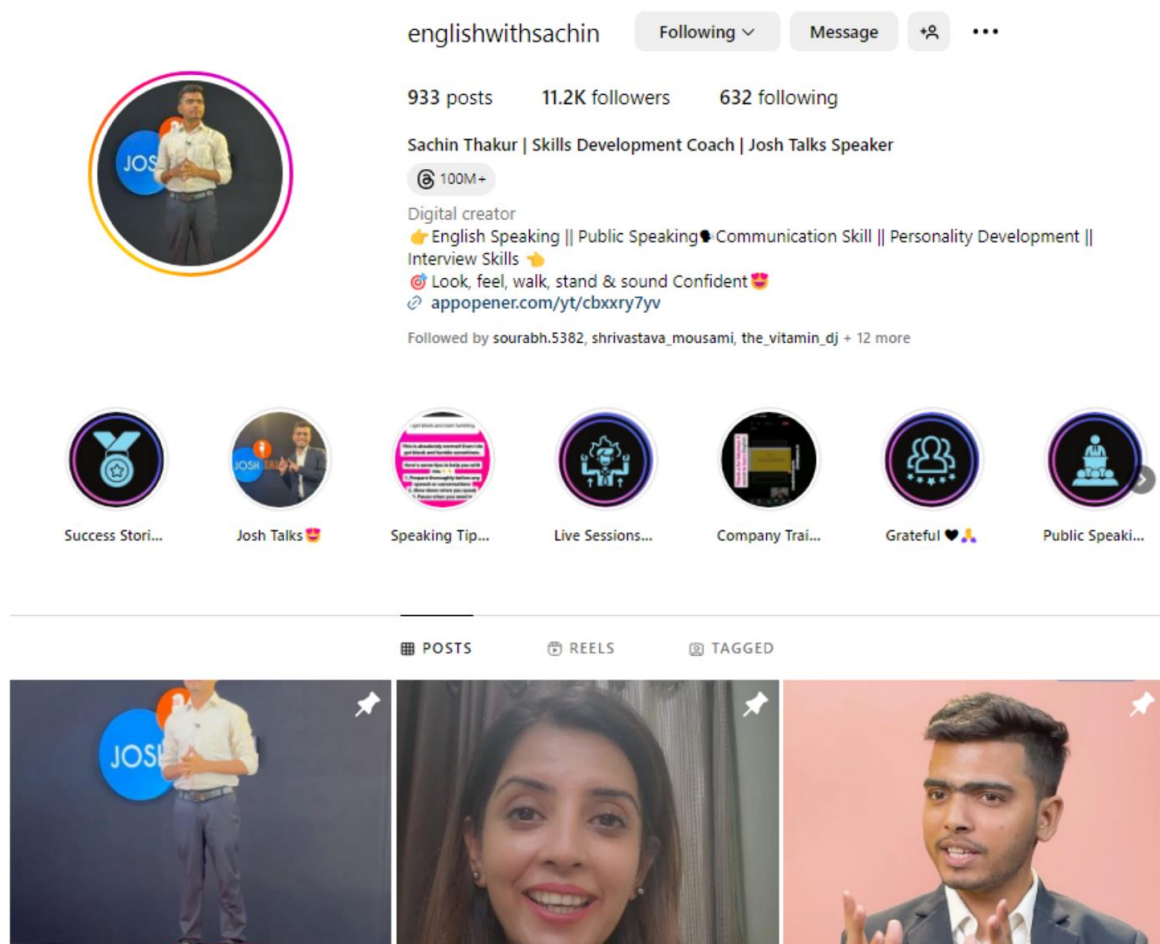 englishwithsachin Following Message
933 posts 11.2K followers 632 following
Sachin Thakur | Skills Development Coach | Josh Talks Speaker
100M+
Digital creator
👉English Speaking || Public Speaking🗣Communication Skill || Personality Development ||
Interview Skills 👈
🎯 Look, feel, walk, stand & sound Confident😍
appopener.com/yt/cbxxry7yv
Followed by sourabh.5382, shrivastava_mousami, the_vitamin_dj + 12 more
JOS
JOSH TAL
Success Stori... Josh Talks😍 Speaking Tip... Live Sessions... Company Trai... Grateful 🖤🙏 Public Speaki...
POSTS REELS TAGGED
JOSH